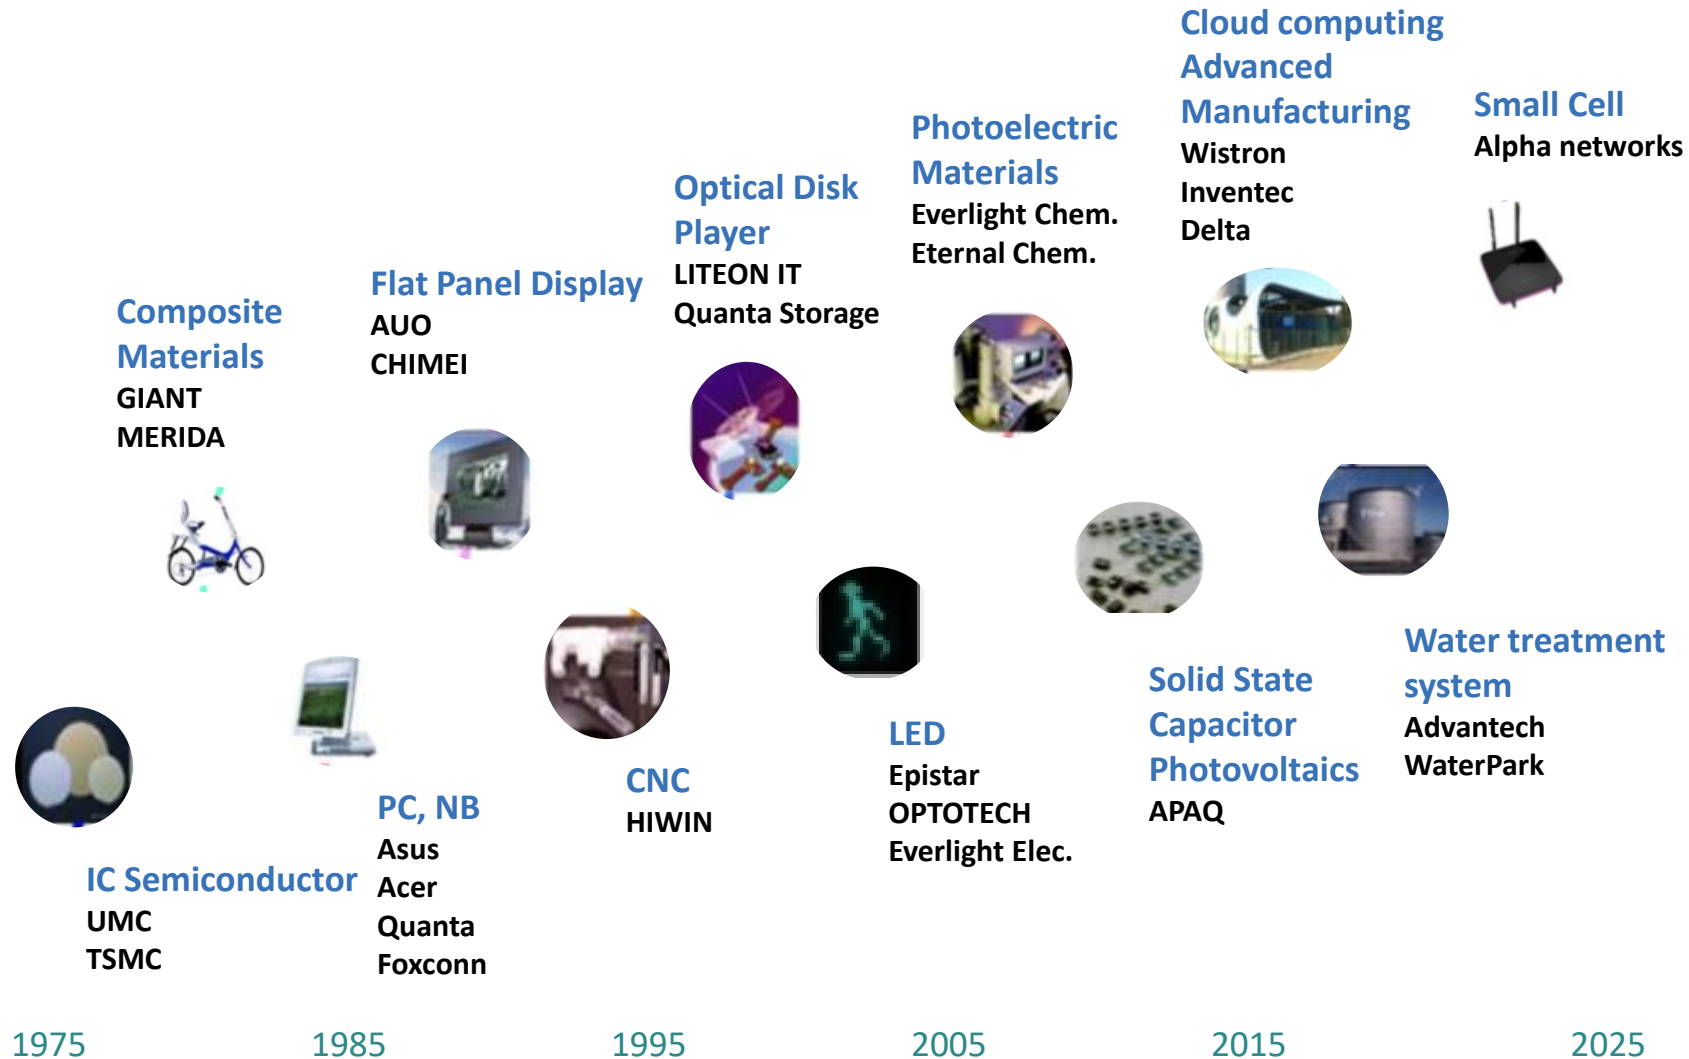 Cloud computing
Advanced
Manufacturing
Wistron
Inventec
Delta
Small Cell
Alpha networks
Photoelectric
Materials
Everlight Chem.
Eternal Chem.
Optical Disk
Player
LITEON IT
Quanta Storage
Flat Panel Display
AUO
CHIMEI
Composite
Materials
GIANT
MERIDA
IC Semiconductor
UMC
TSMC
PC, NB
Asus
Acer
Quanta
Foxconn
CNC
HIWIN
LED
Epistar
OPTOTECH
Everlight Elec.
Solid State
Capacitor
Photovoltaics
APAQ
Water treatment
system
Advantech
WaterPark
1975
1985
1995
2005
2015
2025